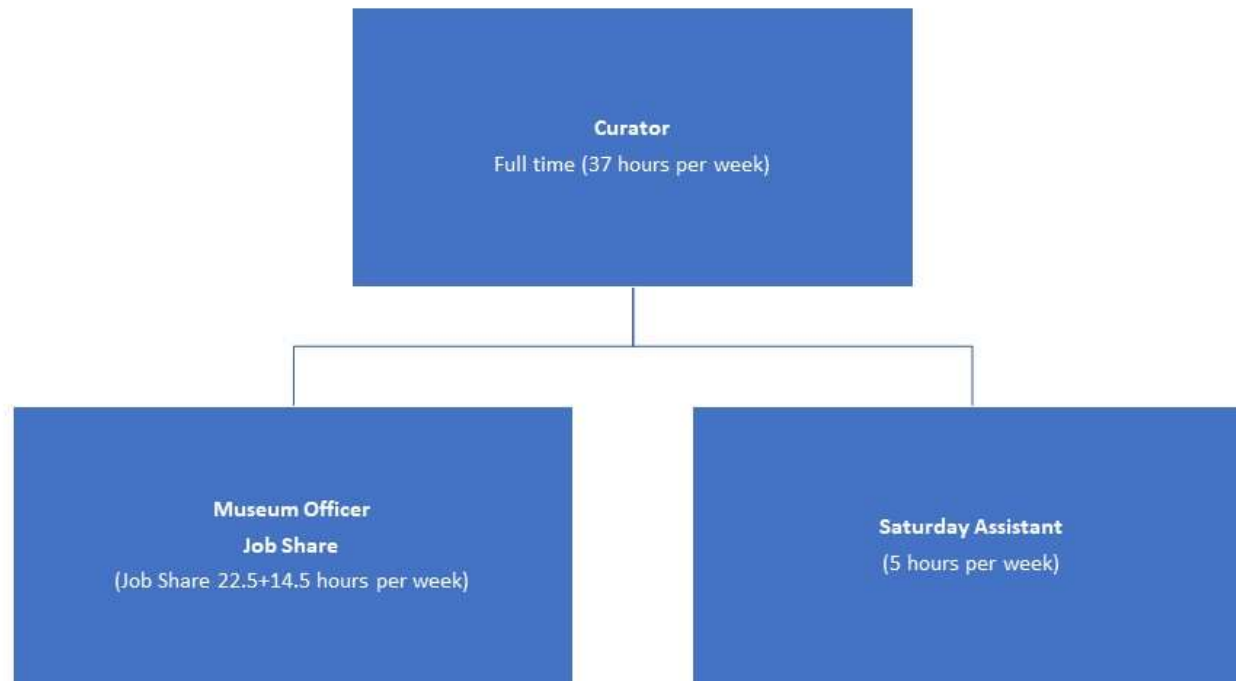 Curator
Full time (37 hours per week)
Museum Officer
Job Share
(Job Share 22.5+14.5 hours per week)
Saturday Assistant
(5 hours per week)